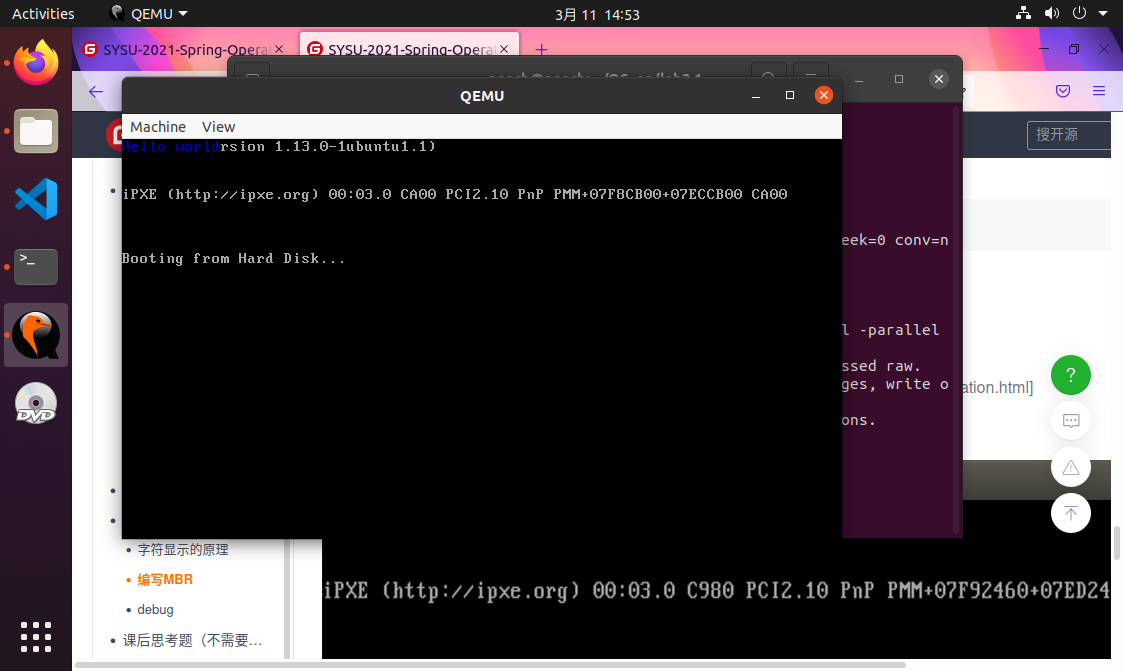 Activities QEMU 3月 11 14:53
SYSU-2021-Spring-Opera SYSU-2021-Spring-Opera
QEMU
Machine View
搜开源
Hello worldrsion 1.13.0-1ubuntu1.1)
iPXE (http://ipxe.org) 00:03.0 CA00 PCI2.10 PnP PMM+07F8CB00+07ECCB00 CA00
eek=0 conv=n
Booting from Hard Disk...
l -parallel
ssed raw.
ges, write o
ation.html]
ons.
DVD
字符显示的原理
编写MBR
iPXE (http://ipxe.org) 00:03.0 C980 PCI2.10 PnP PMM+07F92460+07ED24
debug
课后思考题（不需要…